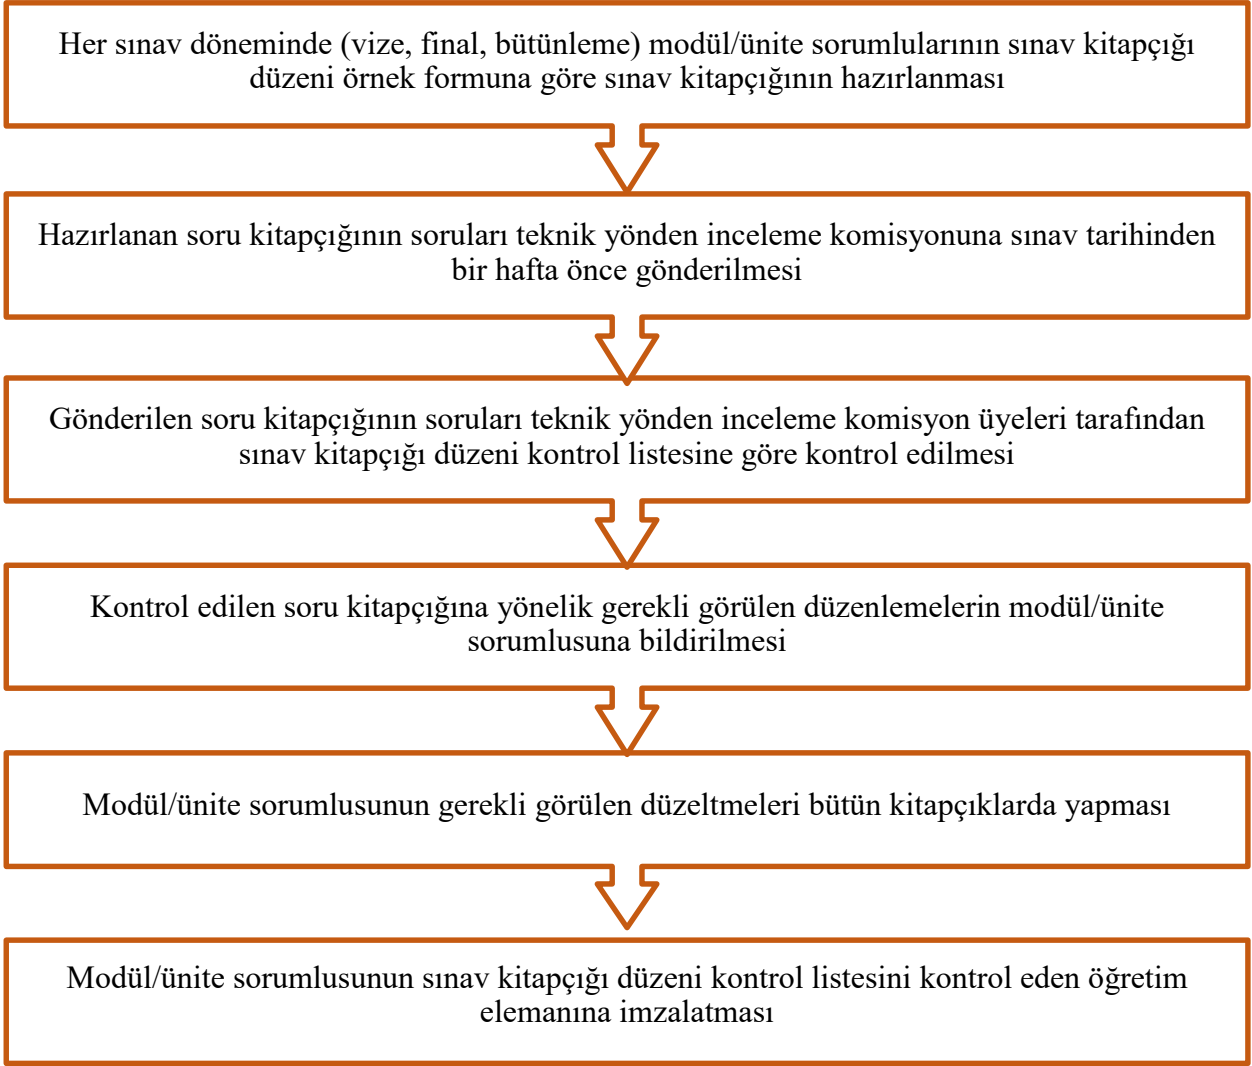 Her sınav döneminde (vize, final, bütünleme) modül/ünite sorumlularının sınav kitapçığı
düzeni örnek formuna göre sınav kitapçığının hazırlanması
Hazırlanan soru kitapçığının soruları teknik yönden inceleme komisyonuna sınav tarihinden
bir hafta önce gönderilmesi
Gönderilen soru kitapçığının soruları teknik yönden inceleme komisyon üyeleri tarafından
sınav kitapçığı düzeni kontrol listesine göre kontrol edilmesi
Kontrol edilen soru kitapçığına yönelik gerekli görülen düzenlemelerin modül/ünite
sorumlusuna bildirilmesi
Modül/ünite sorumlusunun gerekli görülen düzeltmeleri bütün kitapçıklarda yapması
Modül/ünite sorumlusunun sınav kitapçığı düzeni kontrol listesini kontrol eden öğretim
elemanına imzalatması